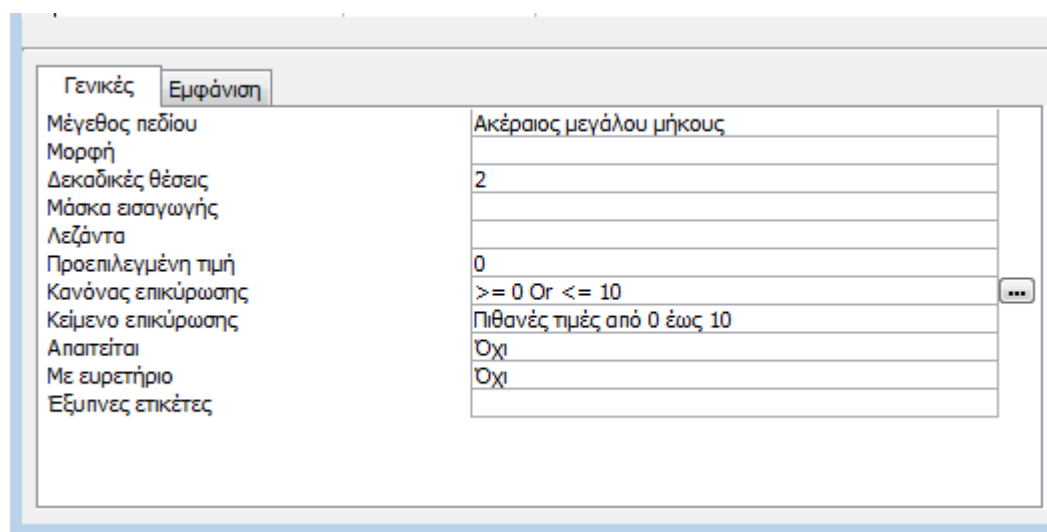 Γενικές Εμφάνιση
Μέγεθος πεδίου Ακέραιος μεγάλου μήκους
Μορφή
Δεκαδικές θέσεις 2
Μάσκα εισαγωγής
Λεζάντα
Προεπιλεγμένη τιμή 0
Κανόνας επικύρωσης >= 0 Or <= 10 ...
Κείμενο επικύρωσης Πιθανές τιμές από 0 έως 10
Απαιτείται Όχι
Με ευρετήριο Όχι
Έξυπνες ετικέτες